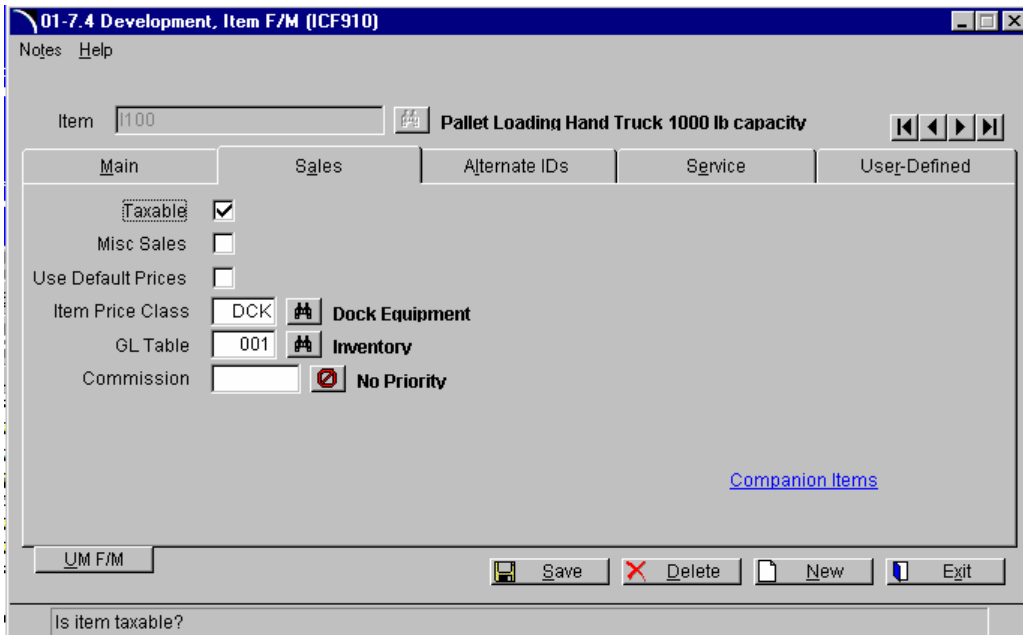 01-7.4 Development, Item F/M (ICF910)
Notes Help
Item I100 Pallet Loading Hand Truck 1000 lb capacity
Main Sales Alternate IDs Service User-Defined
Taxable
Misc Sales
Use Default Prices
Item Price Class DCK Dock Equipment
GL Table 001 Inventory
Commission No Priority
Companion Items
UM F/M
Save Delete New Exit
Is item taxable?